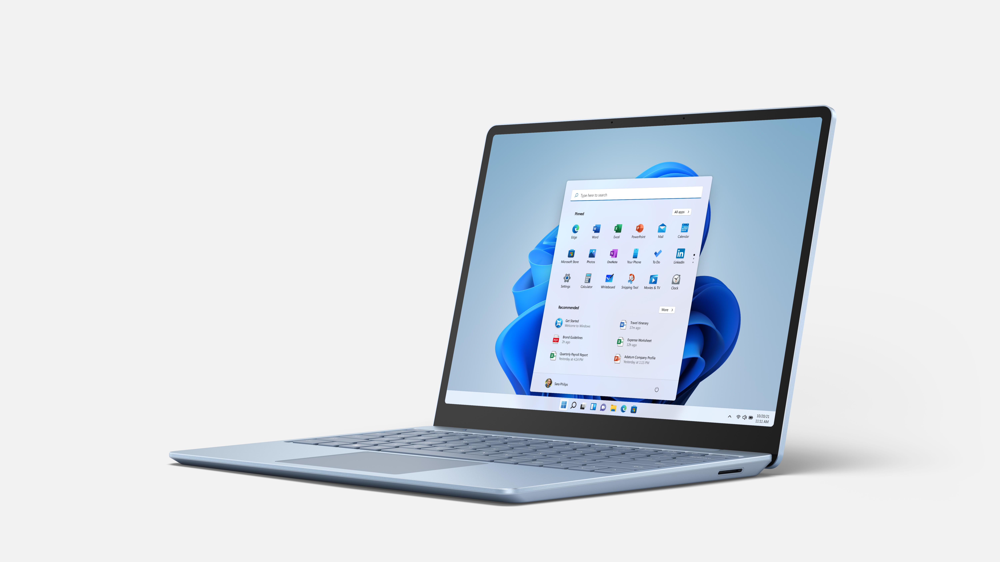 Type here to search
Pinned
All apps
Edge
Word
Excel
PowerPoint
Mail
Calendar
Microsoft Store
Photos
OneNote
Your Phone
To Do
LinkedIn
Settings
Calculator
Whiteboard
Snipping Tool
Movies & TV
Clock
Recommended
More
Get Started
Welcome to Windows
Travel Itinerary
17m ago
PDF
Brand Guidelines
2h ago
Expense Worksheet
12h ago
Quarterly Payroll Report
Yesterday at 4:24 PM
Adatum Company Profile
Yesterday at 1:15 PM
Sara Philips
10/20/21
11:11 AM